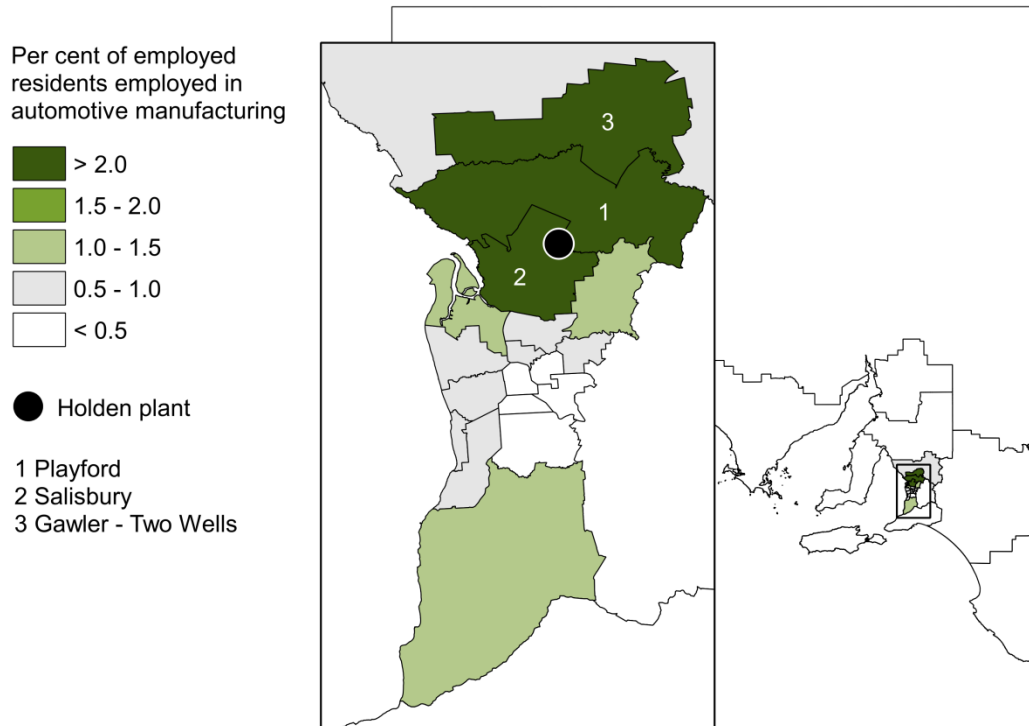 Per cent of employed
residents employed in
automotive manufacturing
> 2.0
1.5 - 2.0
1.0 - 1.5
0.5 - 1.0
< 0.5
Holden plant
1 Playford
2 Salisbury
3 Gawler - Two Wells
3
1
2